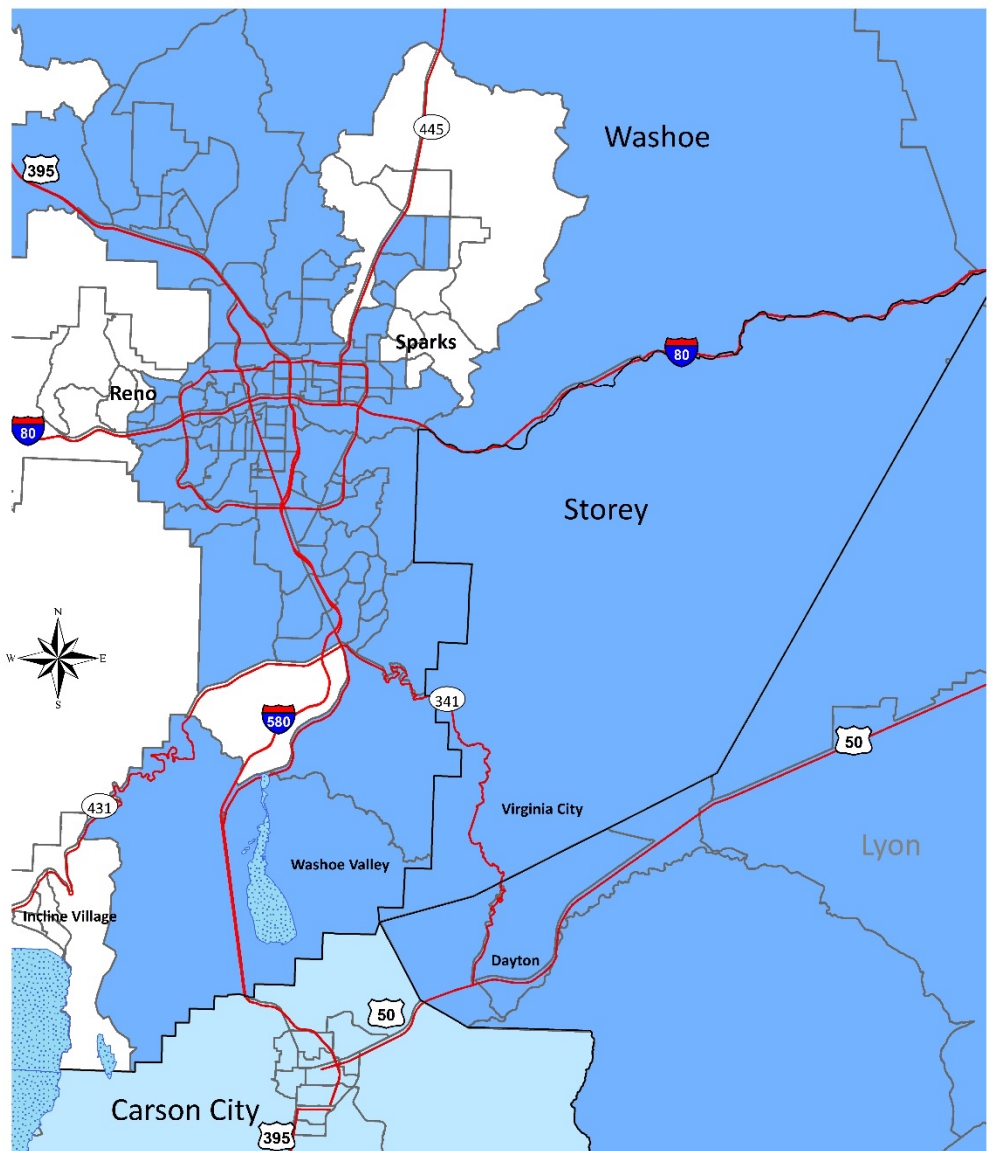 445
Washoe
395
Sparks
80
Reno
80
Storey
N
W
E
S
341
580
50
431
Virginia City
Lyon
Washoe Valley
Incline Village
Dayton
50
Carson City
395